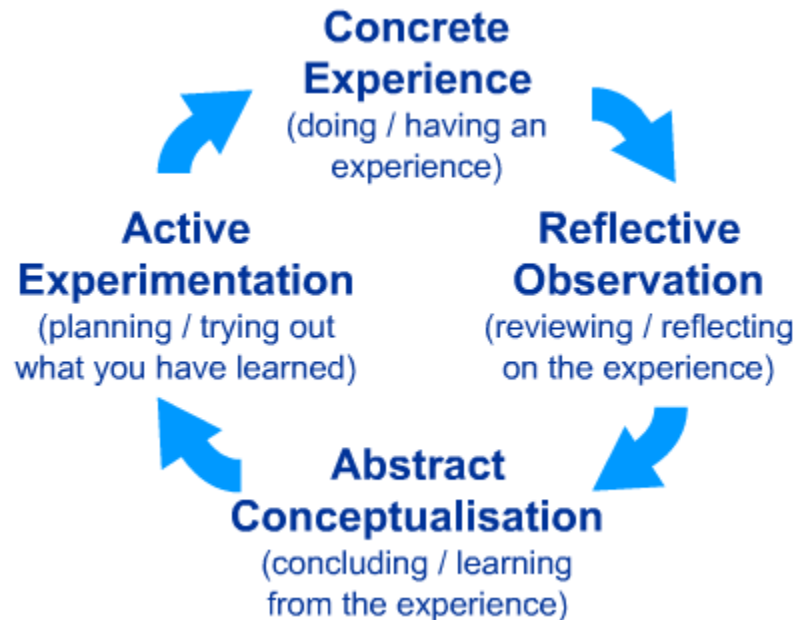 Concrete
Experience
(doing / having an
experience)
Reflective
Observation
(reviewing / reflecting
on the experience)
Abstract
Conceptualisation
(concluding / learning
from the experience)
Active
Experimentation
(planning / trying out
what you have learned)